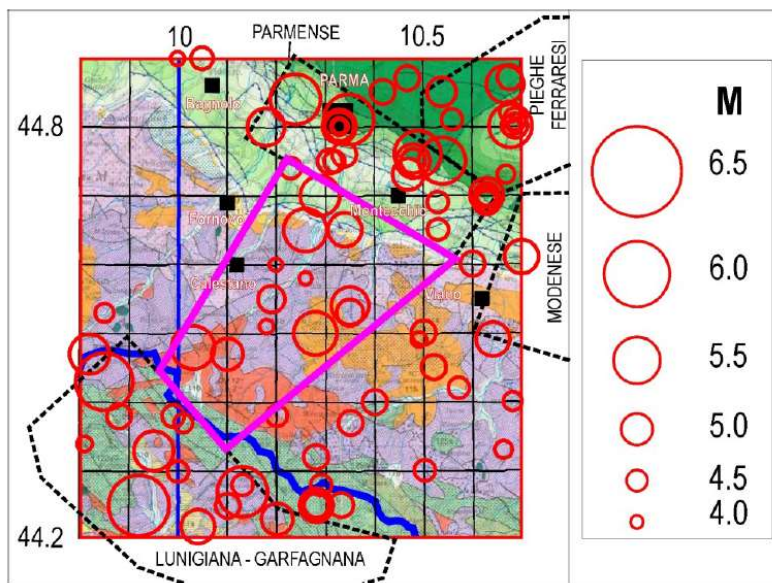 10
10.5
PARMENSE
PARMA
PIEGHE
FERRARESI
Bagnolo
44.8
Fornovo
Montecchio
Calestano
Viano
MODENESE
44.2
LUNIGIANA - GARFAGNANA
M
6.5
6.0
5.5
5.0
4.5
4.0